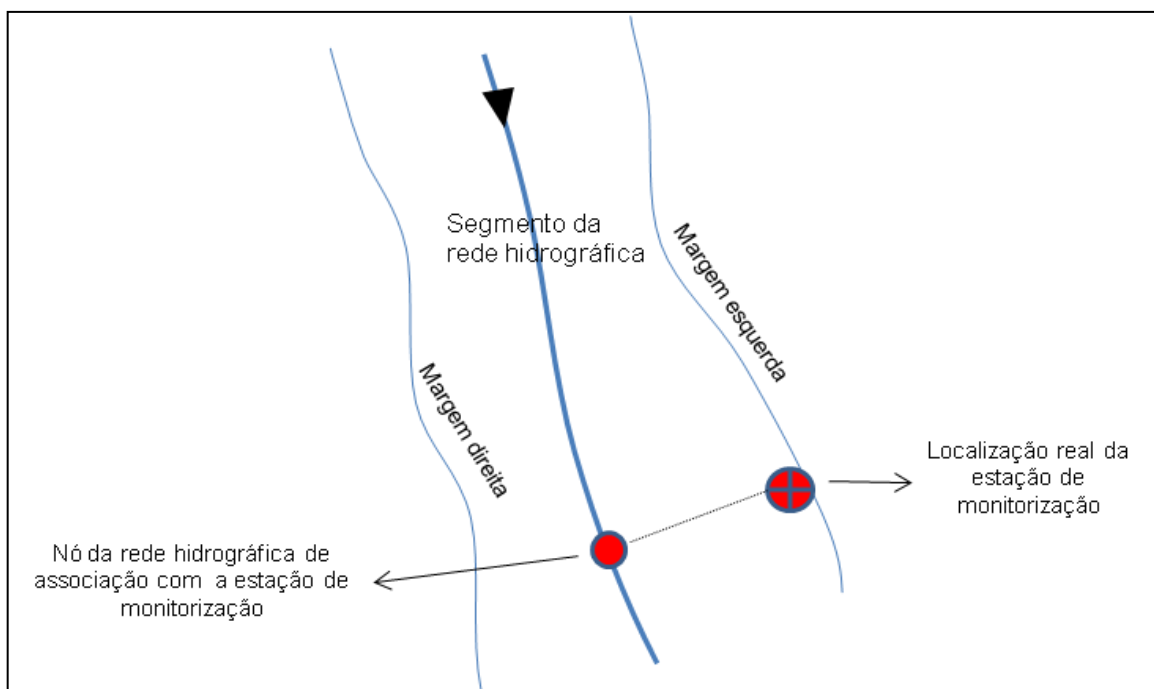 Segmento da
rede hidrográfica
Margem esquerda
Margem direita
Localização real da
estação de
monitorização
Nó da rede hidrográfica de
associação com a estação de
monitorização